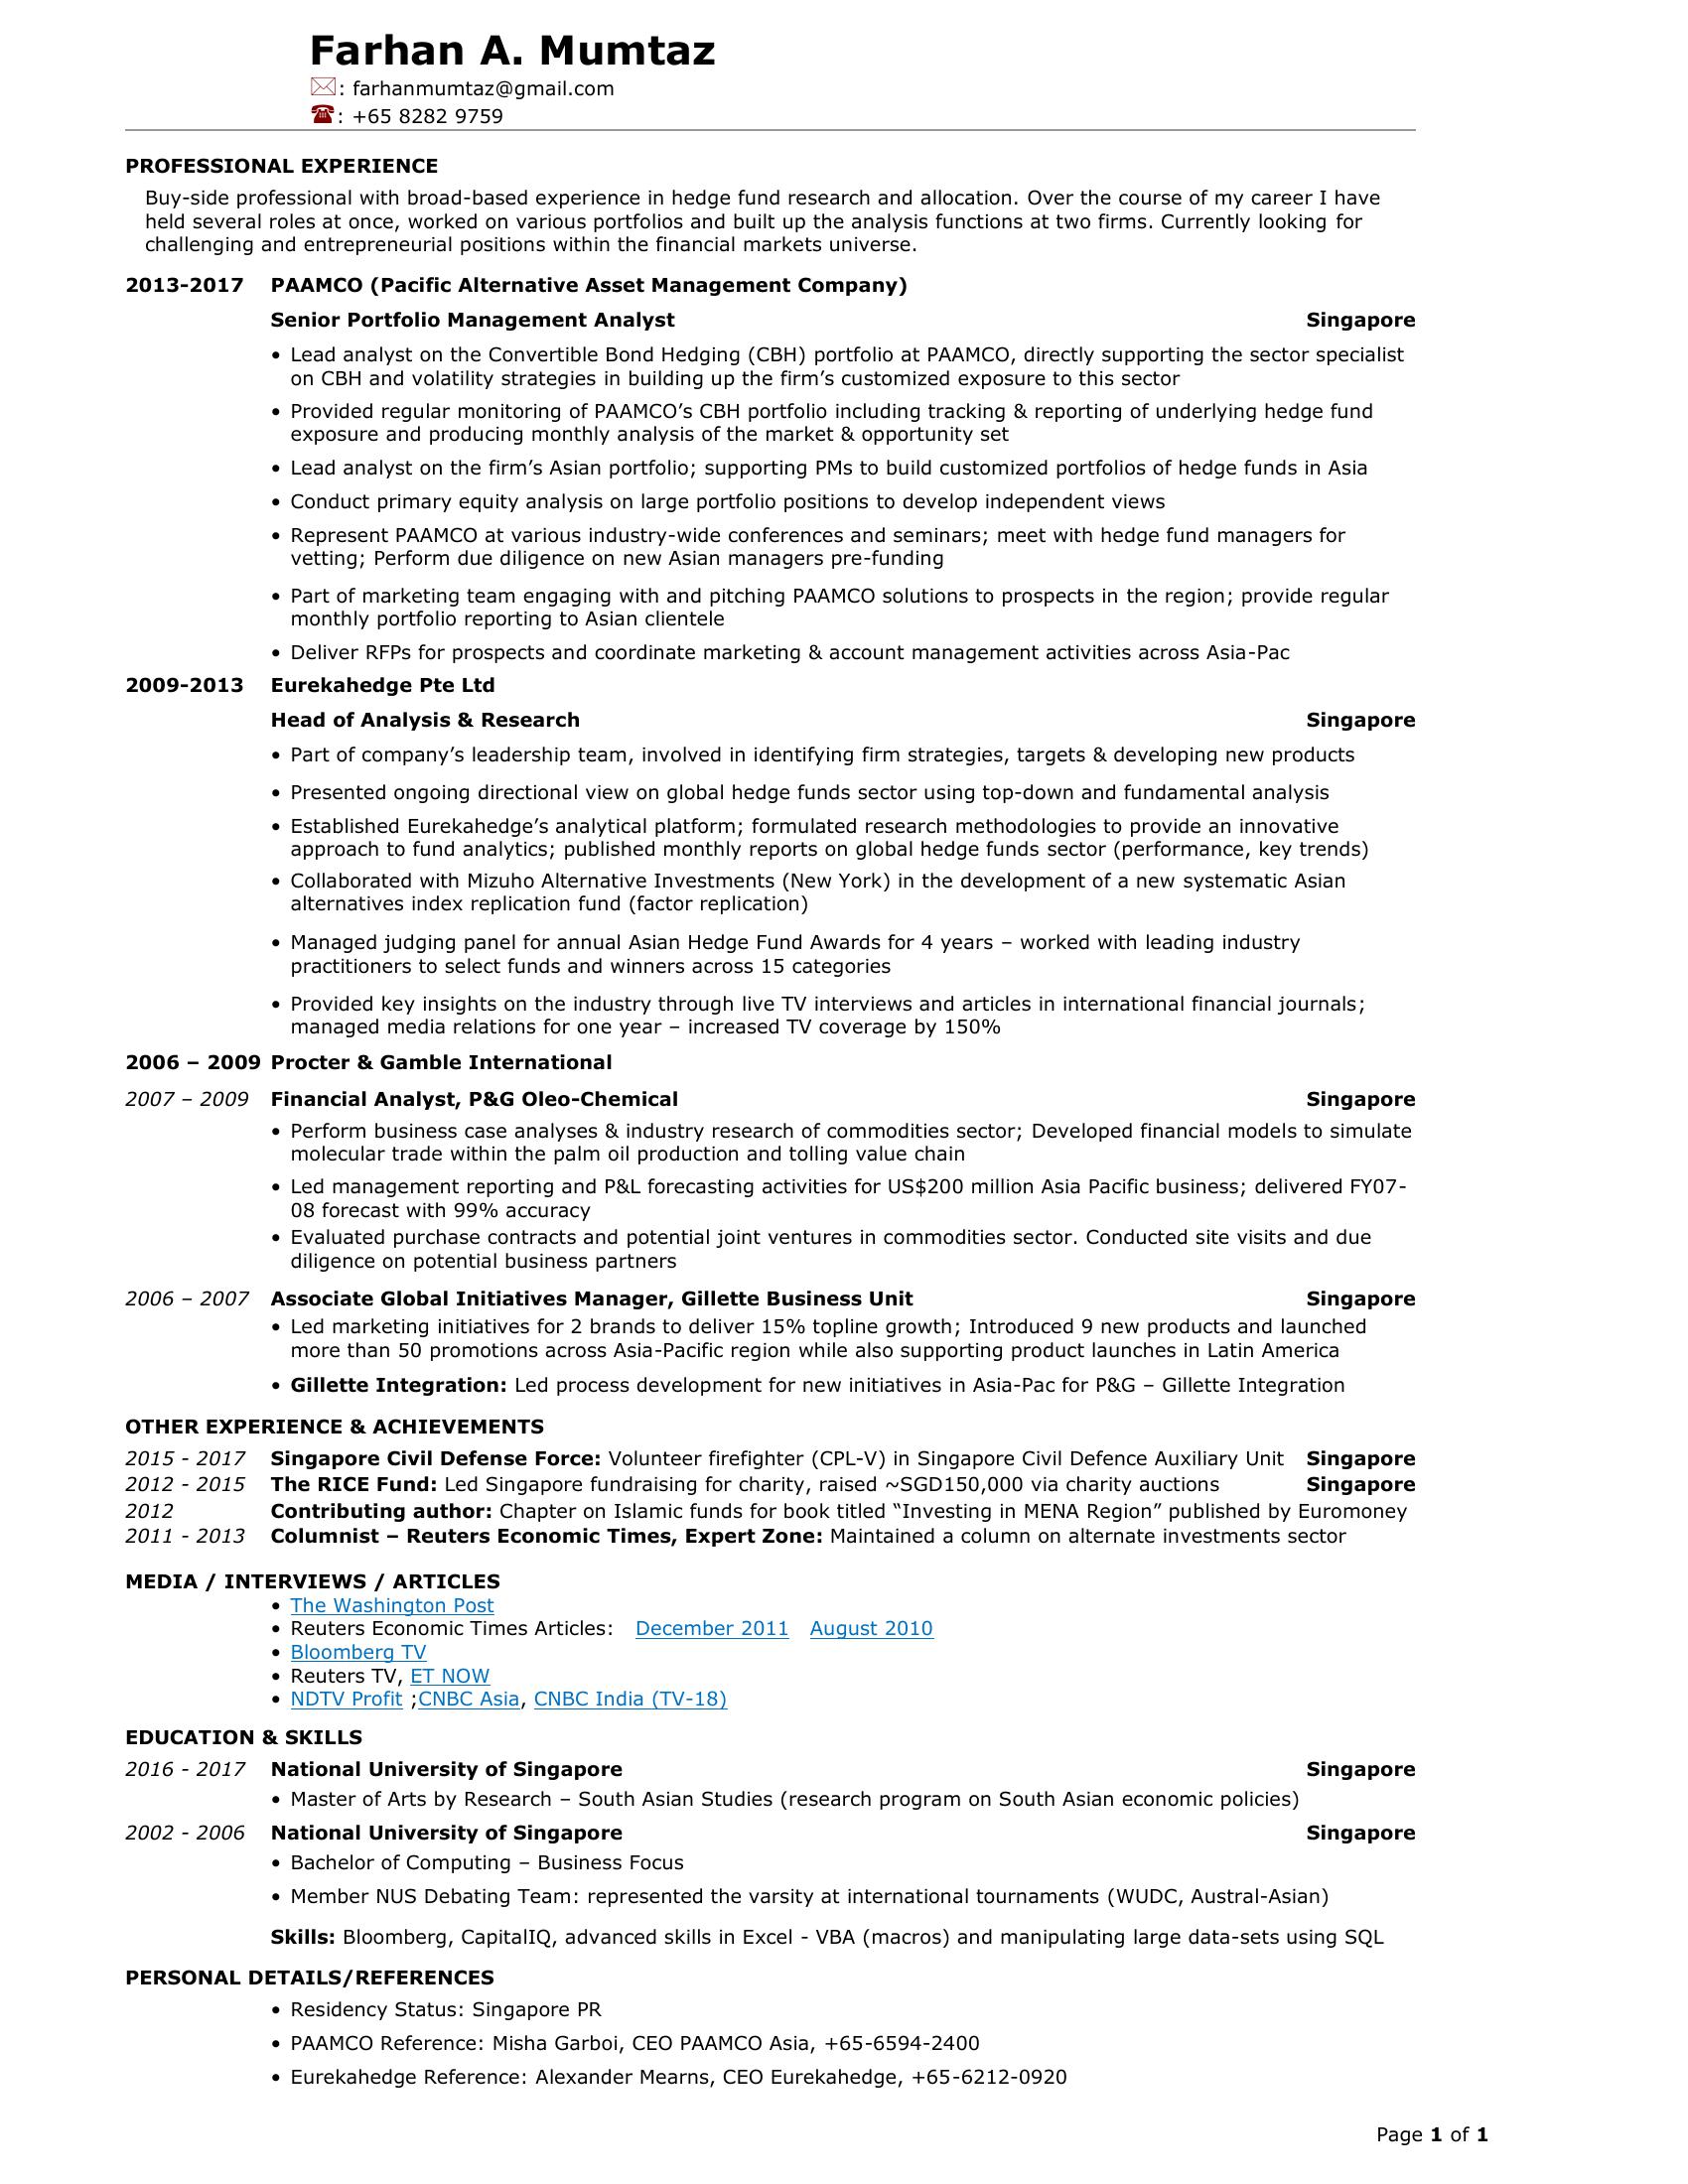 Farhan A. Mumtaz
: farhanmumtaz@gmail.com
: +65 8282 9759
PROFESSIONAL EXPERIENCE
Buy-side professional with broad-based experience in hedge fund research and allocation. Over the course of my career I have
held several roles at once, worked on various portfolios and built up the analysis functions at two firms. Currently looking for
challenging and entrepreneurial positions within the financial markets universe.
2013-2017 PAAMCO (Pacific Alternative Asset Management Company)
Senior Portfolio Management Analyst Singapore
• Lead analyst on the Convertible Bond Hedging (CBH) portfolio at PAAMCO, directly supporting the sector specialist
on CBH and volatility strategies in building up the firm’s customized exposure to this sector
• Provided regular monitoring of PAAMCO’s CBH portfolio including tracking & reporting of underlying hedge fund
exposure and producing monthly analysis of the market & opportunity set
• Lead analyst on the firm’s Asian portfolio; supporting PMs to build customized portfolios of hedge funds in Asia
• Conduct primary equity analysis on large portfolio positions to develop independent views
• Represent PAAMCO at various industry-wide conferences and seminars; meet with hedge fund managers for
vetting; Perform due diligence on new Asian managers pre-funding
• Part of marketing team engaging with and pitching PAAMCO solutions to prospects in the region; provide regular
monthly portfolio reporting to Asian clientele
• Deliver RFPs for prospects and coordinate marketing & account management activities across Asia-Pac
2009-2013 Eurekahedge Pte Ltd
Head of Analysis & Research Singapore
• Part of company’s leadership team, involved in identifying firm strategies, targets & developing new products
• Presented ongoing directional view on global hedge funds sector using top-down and fundamental analysis
• Established Eurekahedge’s analytical platform; formulated research methodologies to provide an innovative
approach to fund analytics; published monthly reports on global hedge funds sector (performance, key trends)
• Collaborated with Mizuho Alternative Investments (New York) in the development of a new systematic Asian
alternatives index replication fund (factor replication)
• Managed judging panel for annual Asian Hedge Fund Awards for 4 years – worked with leading industry
practitioners to select funds and winners across 15 categories
• Provided key insights on the industry through live TV interviews and articles in international financial journals;
managed media relations for one year – increased TV coverage by 150%
2006 – 2009 Procter & Gamble International
2007 – 2009 Financial Analyst, P&G Oleo-Chemical Singapore
• Perform business case analyses & industry research of commodities sector; Developed financial models to simulate
molecular trade within the palm oil production and tolling value chain
• Led management reporting and P&L forecasting activities for US$200 million Asia Pacific business; delivered FY07-
08 forecast with 99% accuracy
• Evaluated purchase contracts and potential joint ventures in commodities sector. Conducted site visits and due
diligence on potential business partners
2006 – 2007 Associate Global Initiatives Manager, Gillette Business Unit Singapore
• Led marketing initiatives for 2 brands to deliver 15% topline growth; Introduced 9 new products and launched
more than 50 promotions across Asia-Pacific region while also supporting product launches in Latin America
• Gillette Integration: Led process development for new initiatives in Asia-Pac for P&G – Gillette Integration
OTHER EXPERIENCE & ACHIEVEMENTS
2015 - 2017 Singapore Civil Defense Force: Volunteer firefighter (CPL-V) in Singapore Civil Defence Auxiliary Unit Singapore
2012 - 2015 The RICE Fund: Led Singapore fundraising for charity, raised ~SGD150,000 via charity auctions Singapore
2012 Contributing author: Chapter on Islamic funds for book titled “Investing in MENA Region” published by Euromoney
2011 - 2013 Columnist – Reuters Economic Times, Expert Zone: Maintained a column on alternate investments sector
MEDIA / INTERVIEWS / ARTICLES
• The Washington Post
• Reuters Economic Times Articles: December 2011 August 2010
• Bloomberg TV
• Reuters TV, ET NOW
• NDTV Profit ;CNBC Asia, CNBC India (TV-18)
EDUCATION & SKILLS
2016 - 2017 National University of Singapore Singapore
• Master of Arts by Research – South Asian Studies (research program on South Asian economic policies)
2002 - 2006 National University of Singapore Singapore
• Bachelor of Computing – Business Focus
• Member NUS Debating Team: represented the varsity at international tournaments (WUDC, Austral-Asian)
Skills: Bloomberg, CapitalIQ, advanced skills in Excel - VBA (macros) and manipulating large data-sets using SQL
PERSONAL DETAILS/REFERENCES
• Residency Status: Singapore PR
• PAAMCO Reference: Misha Garboi, CEO PAAMCO Asia, +65-6594-2400
• Eurekahedge Reference: Alexander Mearns, CEO Eurekahedge, +65-6212-0920
Page 1 of 1